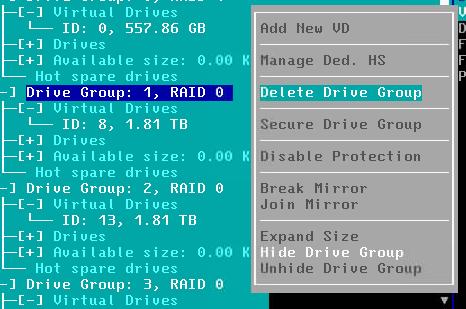 [-] Virtual Drives
ID: 0, 557.86 GB
[+] Drives
[+] Available size: 0.00 K
Hot spare drives
-] Drive Group: 1, RAID 0
[-] Virtual Drives
ID: 8, 1.81 TB
[+] Drives
[+] Available size: 0.00 K
Hot spare drives
-] Drive Group: 2, RAID 0
[-] Virtual Drives
ID: 13, 1.81 TB
[+] Drives
[+] Available size: 0.00 K
Hot spare drives
-] Drive Group: 3, RAID 0
[-] Virtual Drives
Add New VD
Manage Ded. HS
Delete Drive Group
Secure Drive Group
Disable Protection
Break Mirror
Join Mirror
Expand Size
Hide Drive Group
Unhide Drive Group
V
D
F
F
P